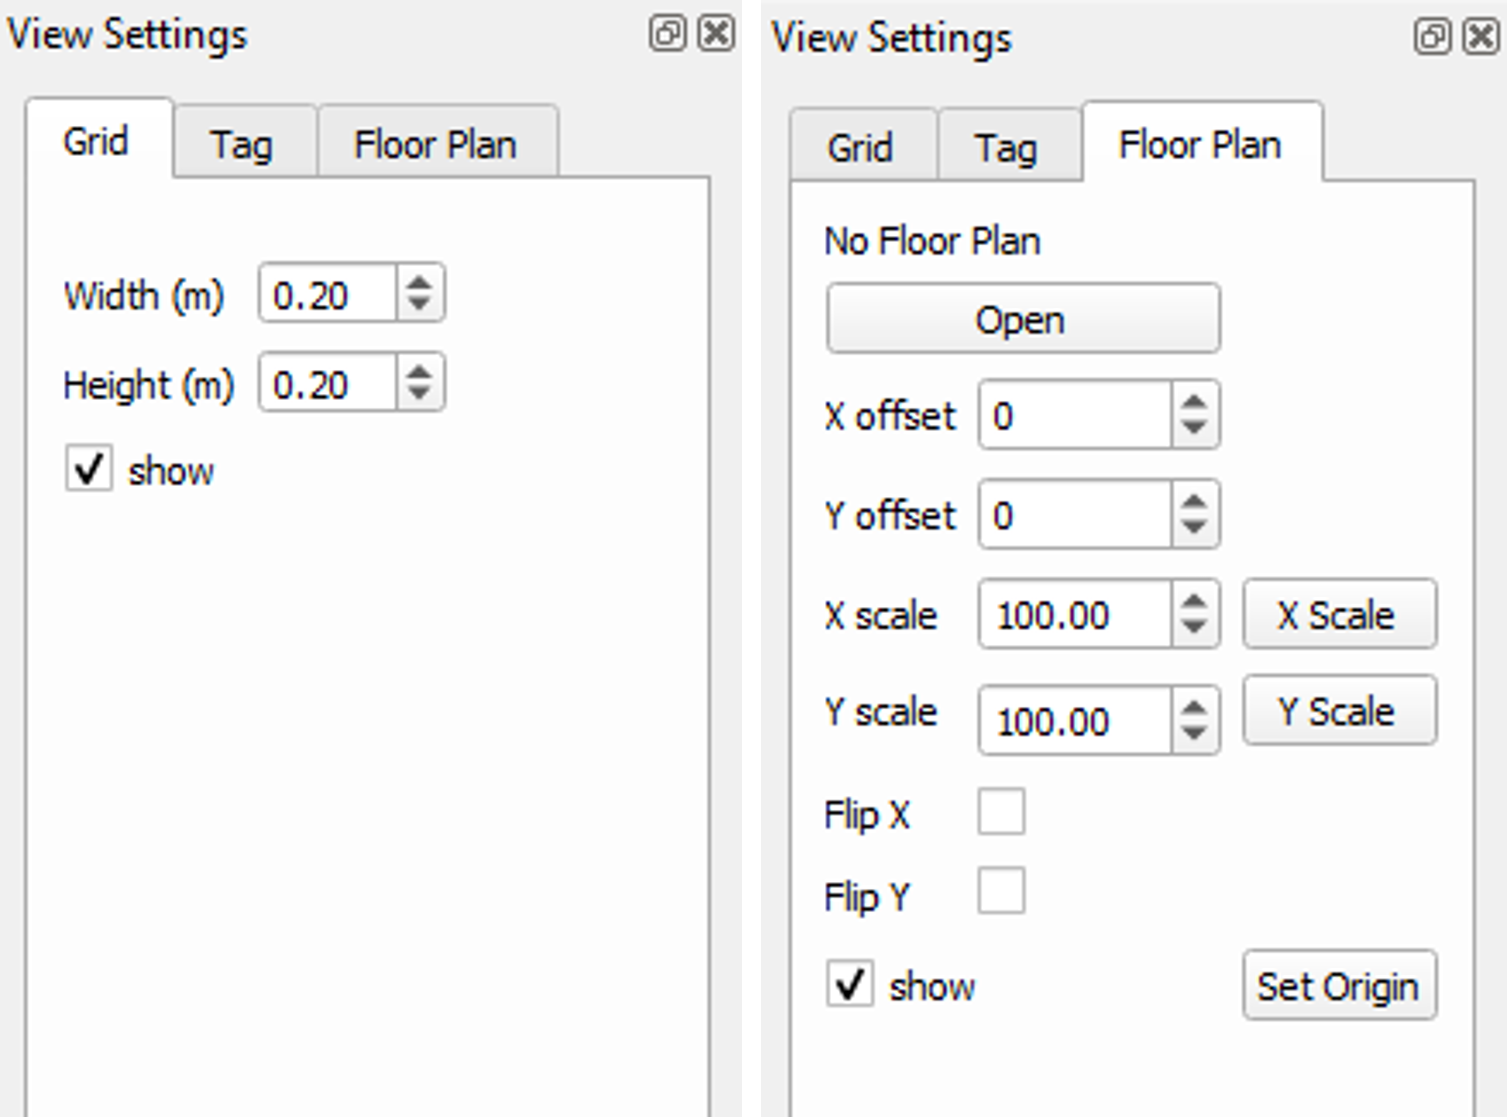 View Settings
Grid Tag Floor Plan
Width (m) 0.20
Height (m) 0.20
show
View Settings
Grid Tag Floor Plan
No Floor Plan
Open
X offset 0
Y offset 0
X scale 100.00 X Scale
Y scale 100.00 Y Scale
Flip X
Flip Y
show Set Origin